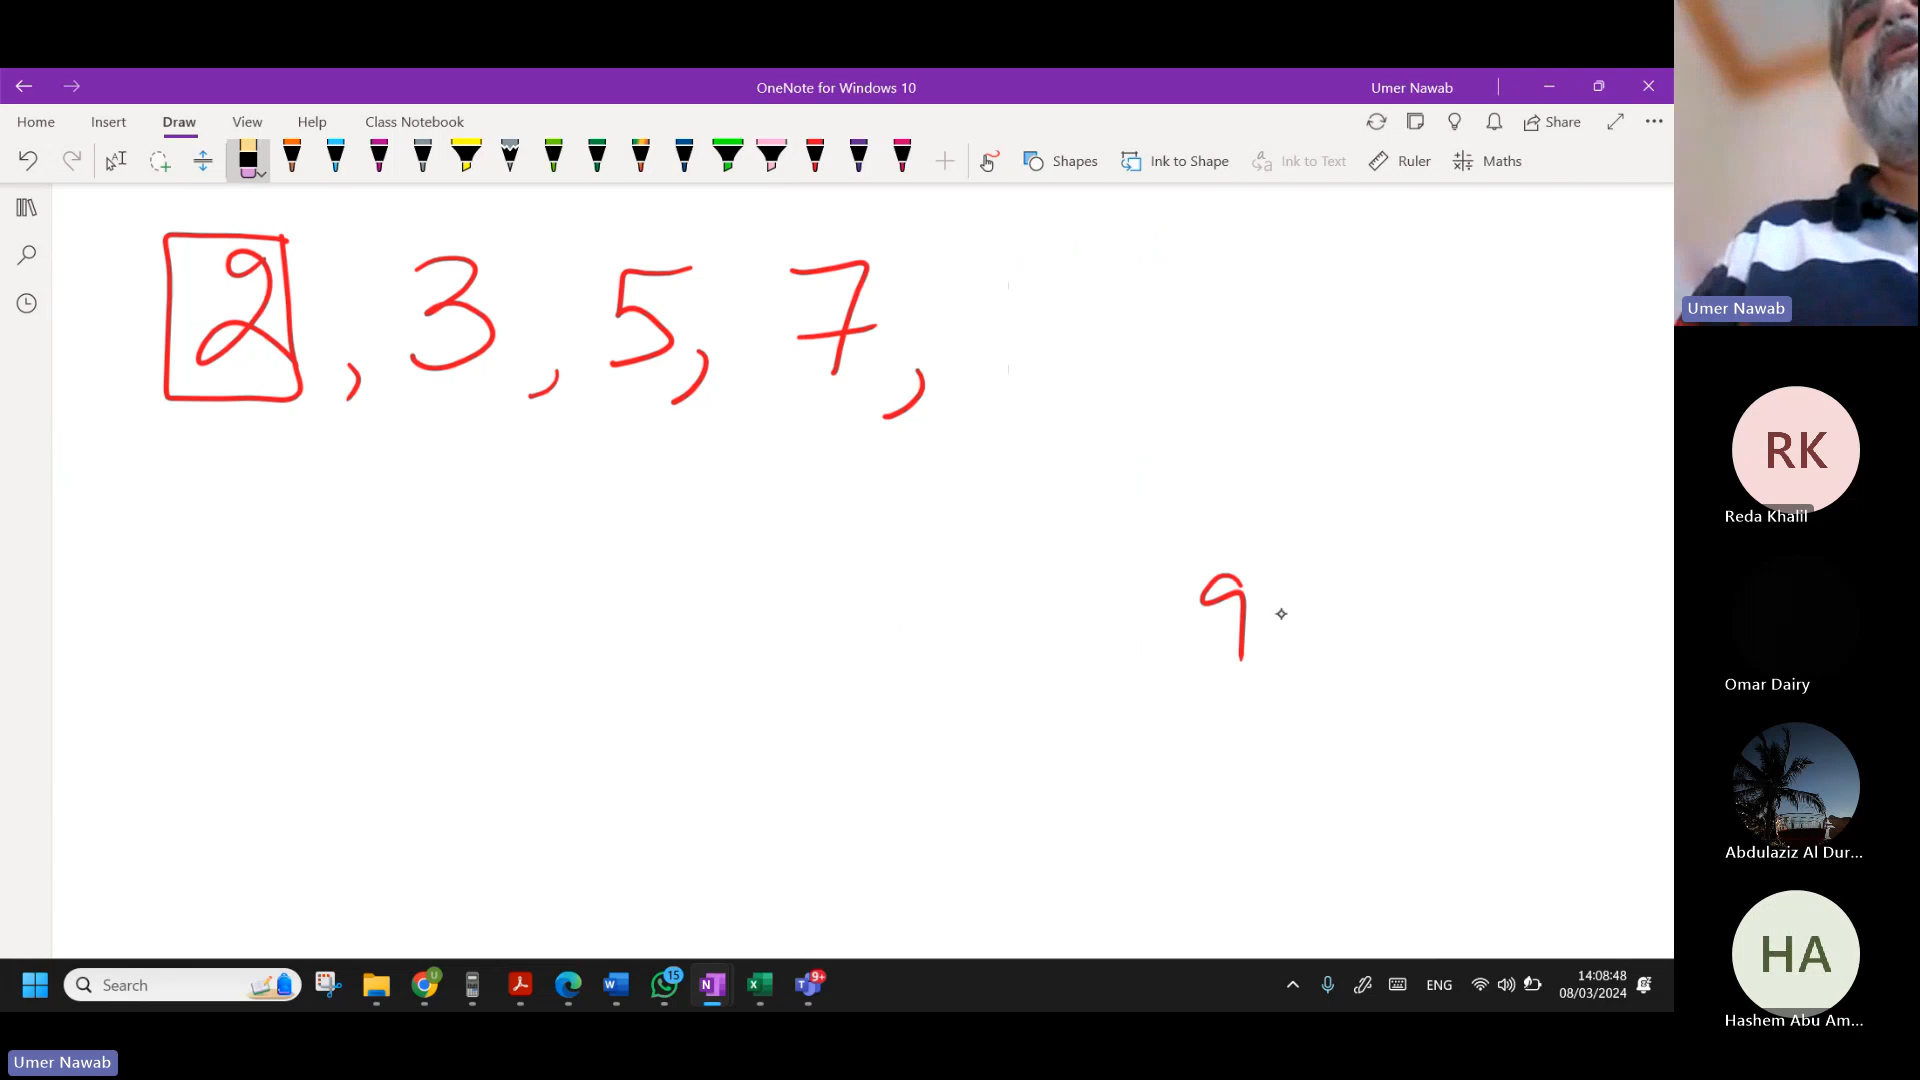 OneNote for Windows 10
Umer Nawab
Home Insert Draw View Help Class Notebook
Share
Shapes Ink to Shape Ink to Text Ruler Maths
2, 3, 5, 7,
9
Umer Nawab
RK
Reda Khalil
Omar Dairy
Abdulaziz Al Dur...
HA
Hashem Abu Am...
Search
U
W
15
N
X
T
9+
ENG
14:08:48
08/03/2024
Umer Nawab